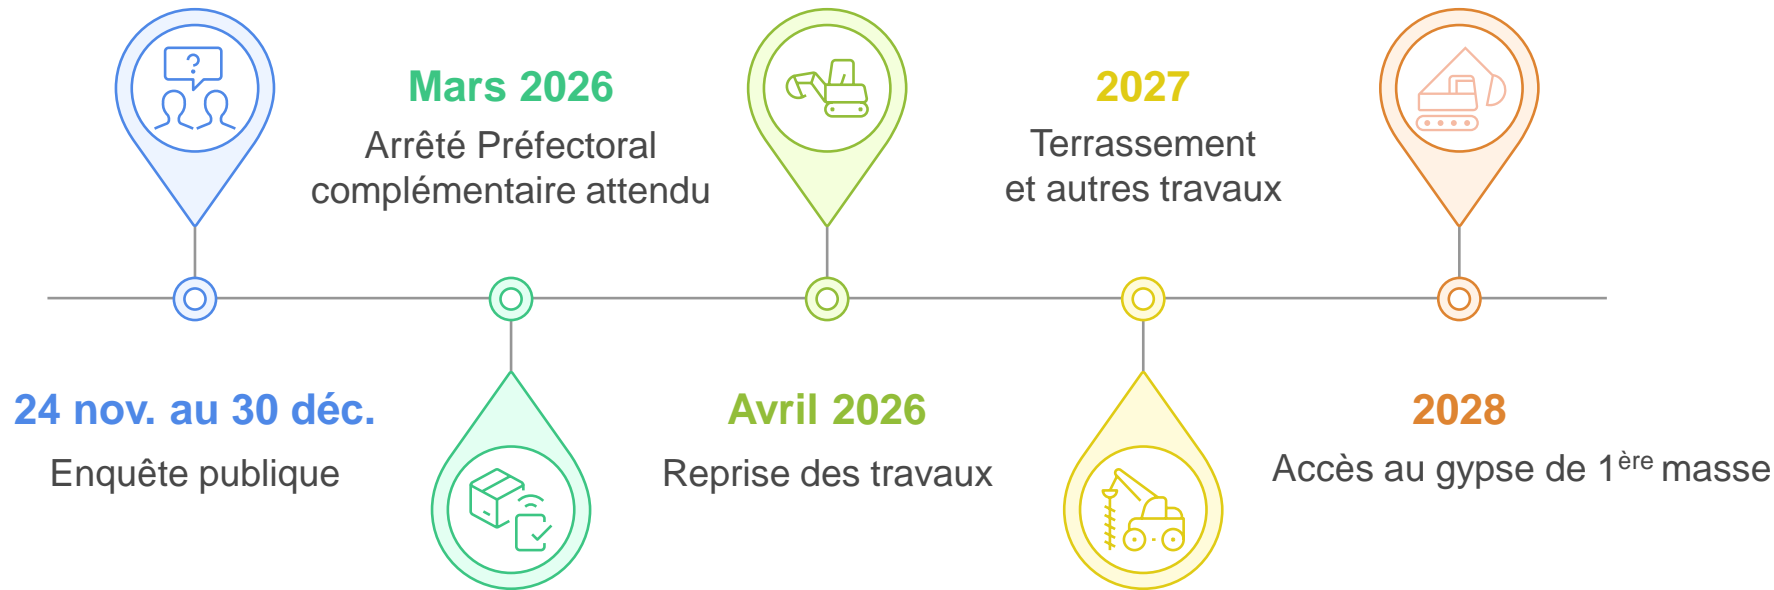 24 nov. au 30 déc.
Enquête publique
Mars 2026
Arrêté Préfectoral
complémentaire attendu
Avril 2026
Reprise des travaux
2027
Terrassement
et autres travaux
2028
Accès au gypse de 1ère masse
?